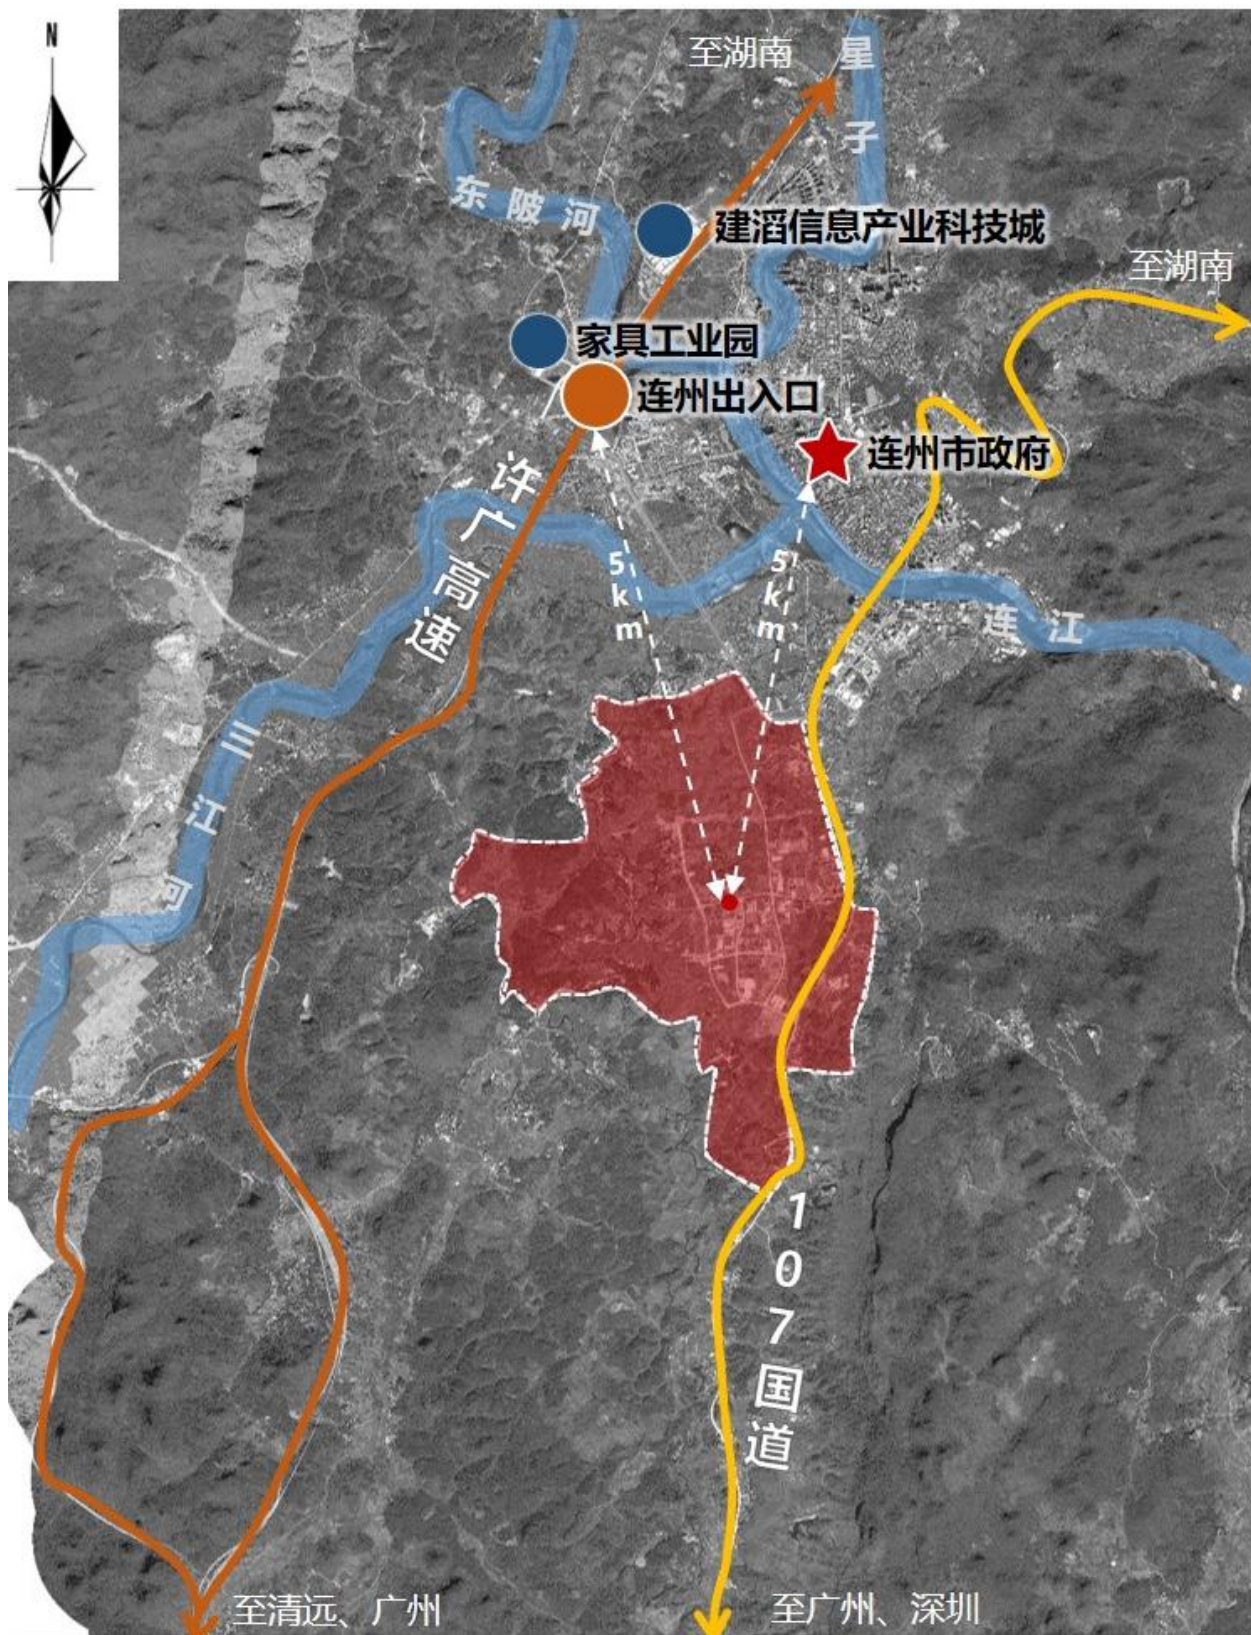 N
至湖南
星子
东陂河
建滔信息产业科技城
至湖南
家具工业园
连州出入口
连州市政府
许广高速
5km
5km
连江
三江河
107国道
至清远、广州
至广州、深圳